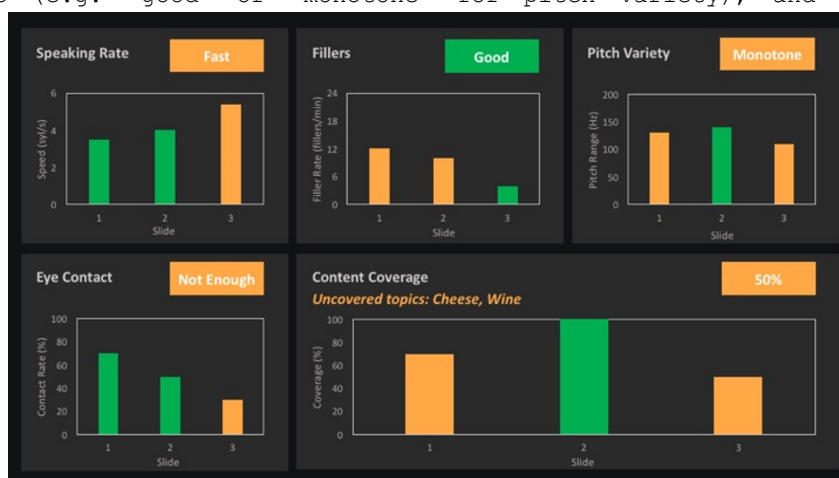 (e.g. "good" or "monotone" for pitch variety), and
Speaking Rate
Fast
6
4
2
0
Speed (syl/s)
1 2 3
Slide
Fillers
Good
24
18
12
6
0
Filler Rate (fillers/min)
1 2 3
Slide
Pitch Variety
Monotone
200
150
100
50
0
Pitch Range (Hz)
1 2 3
Slide
Eye Contact
Not Enough
100
80
60
40
20
0
Contact Rate (%)
1 2 3
Slide
Content Coverage
50%
Uncovered topics: Cheese, Wine
100
80
60
40
20
0
Coverage (%)
1 2 3
Slide